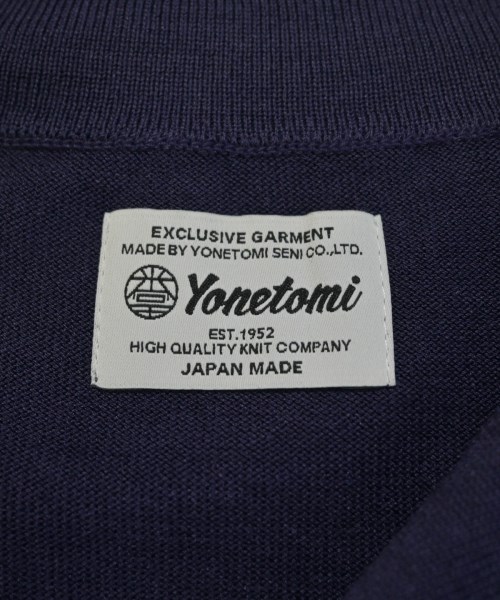 EXCLUSIVE GARMENT
MADE BY YONETOMI SENI CO.,LTD.
Yonetomi
EST.1952
HIGH QUALITY KNIT COMPANY
JAPAN MADE